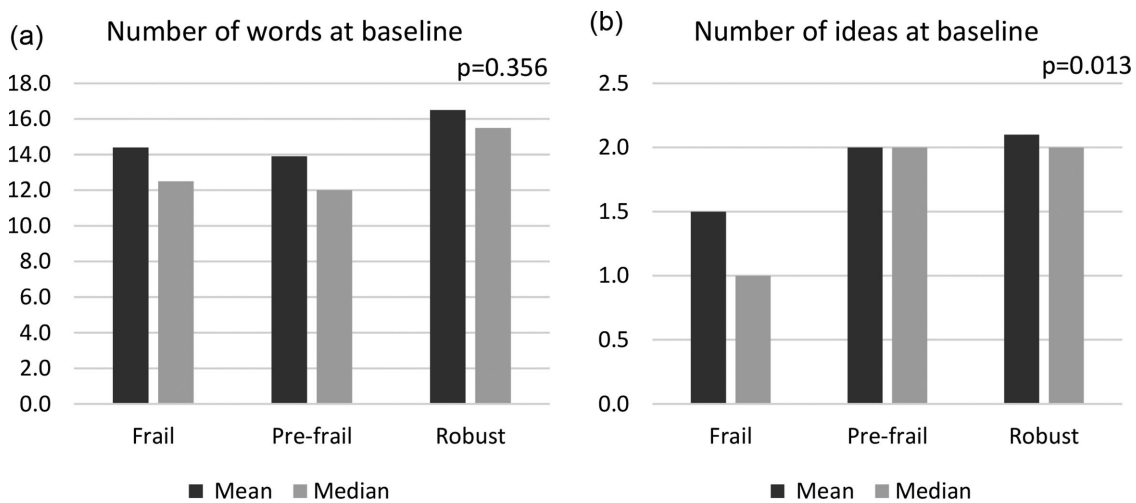 (a)
Number of words at baseline
p=0.356
18.0
16.0
14.0
12.0
10.0
8.0
6.0
4.0
2.0
0.0
Frail Pre-frail Robust
Mean Median
(b)
Number of ideas at baseline
p=0.013
2.5
2.0
1.5
1.0
0.5
0.0
Frail Pre-frail Robust
Mean Median